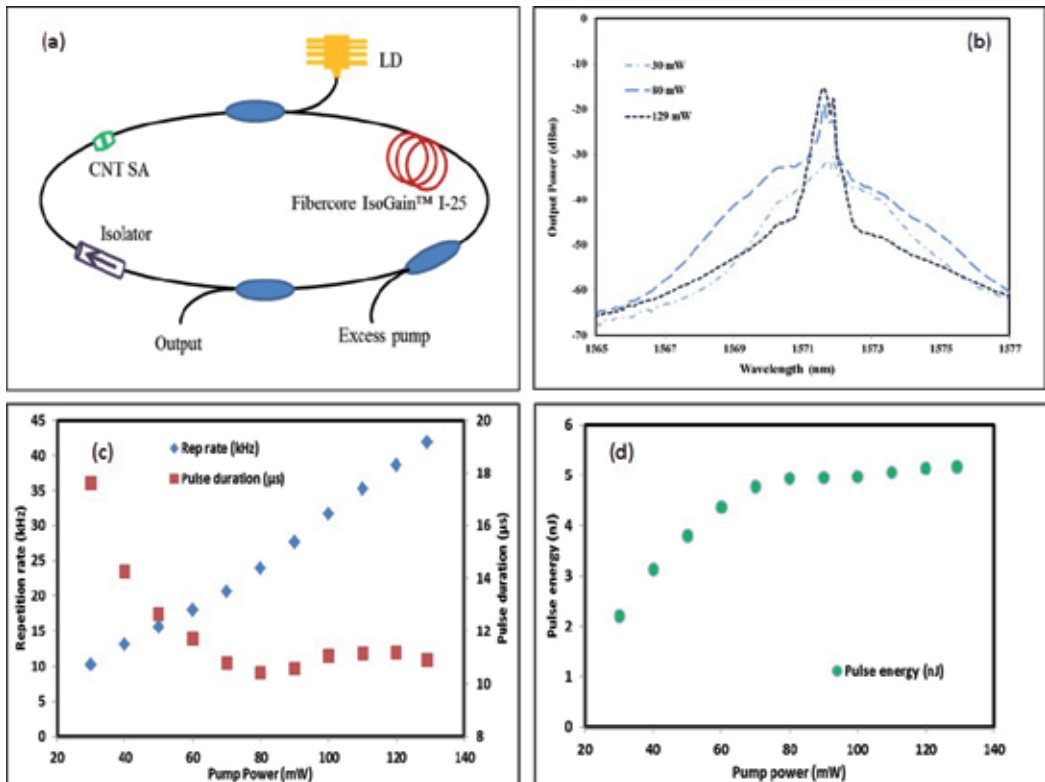 (a)
LD
CNT SA
Fibercore IsoGain™ I-25
Isolator
Output
Excess pump
(b)
0
-10
-20
-30
-40
-50
-60
-70
Output Power (dBm)
30 mW
80 mW
129 mW
1565 1567 1569 1571 1573 1575 1577
Wavelength (nm)
(c)
Rep rate (kHz)
Pulse duration (µs)
45
40
35
30
25
20
15
10
5
0
Repetition rate (kHz)
20
18
16
14
12
10
8
Pulse duration (µs)
20 40 60 80 100 120 140
Pump Power (mW)
(d)
6
5
4
3
2
1
0
Pulse energy (nJ)
Pulse energy (nJ)
20 40 60 80 100 120 140
Pump power (mW)